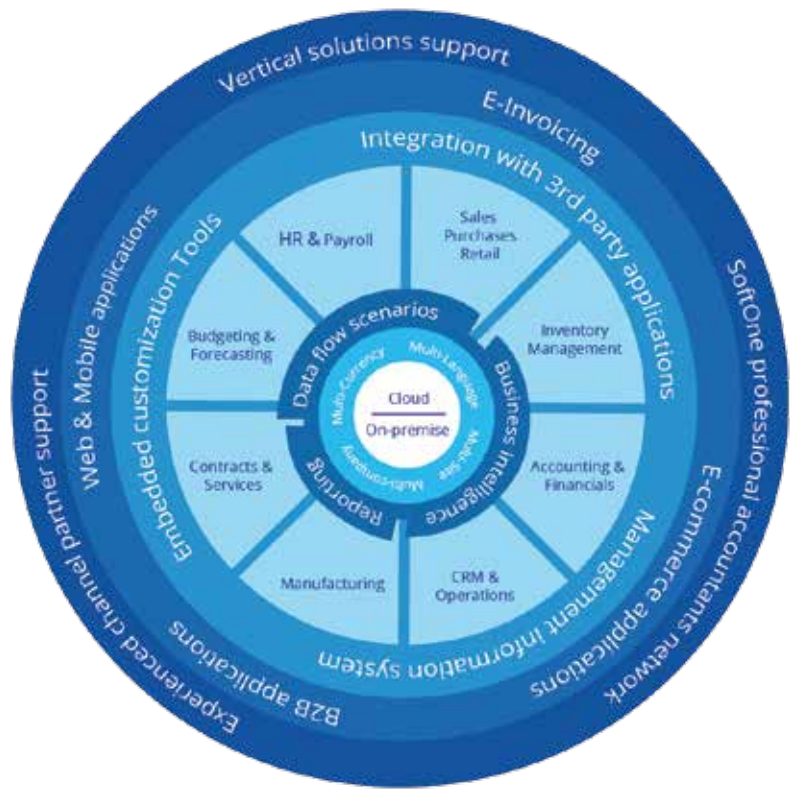 Vertical solutions support
SoftOne professional accountants network
Experienced channel partner support
E-Invoicing
E-commerce applications
B2B applications
Web & Mobile applications
Integration with 3rd party applications
Management information system
Embedded customization Tools
HR & Payroll
Sales
Purchases
Retail
Inventory
Management
Accounting &
Financials
CRM &
Operations
Manufacturing
Contracts &
Services
Budgeting &
Forecasting
Data flow scenarios
Business intelligence
Reporting
Multi-Currency
Multi-Language
Multi-Site
Multi-company
Cloud
On-premise